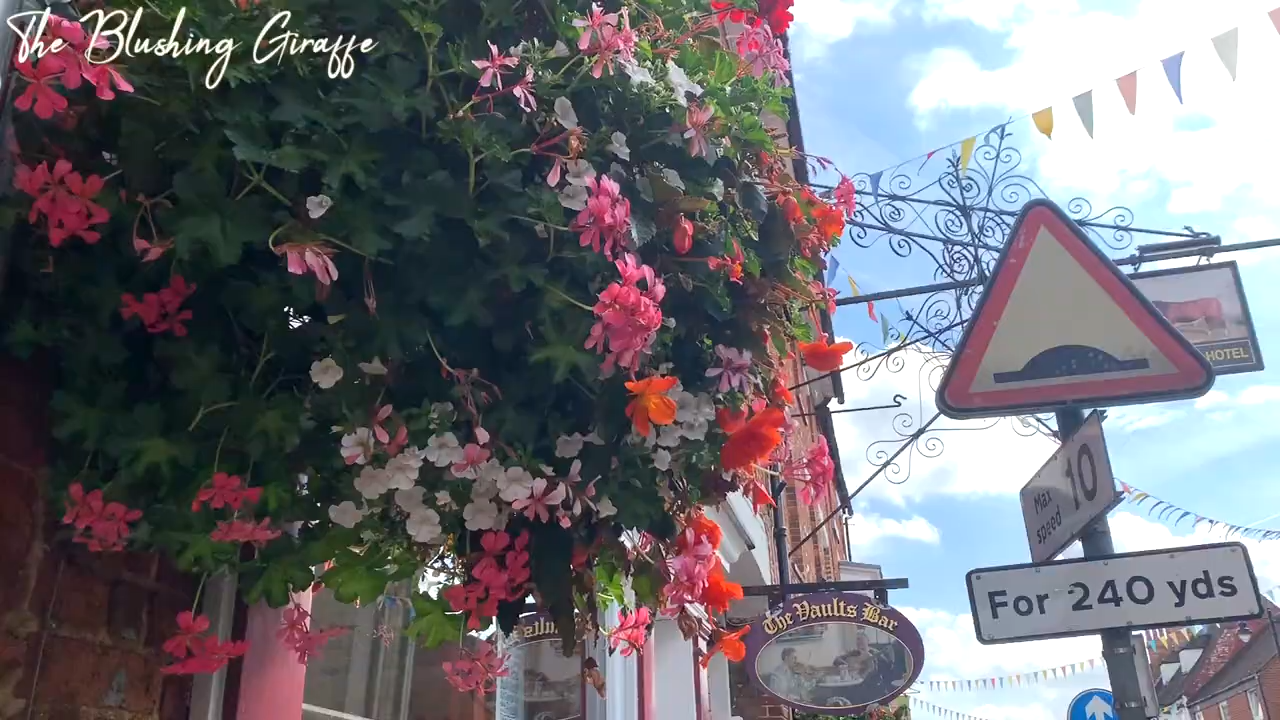 The Blushing Giraffe
HOTEL
Max
speed
10
For 240 yds
The Vaults Bar